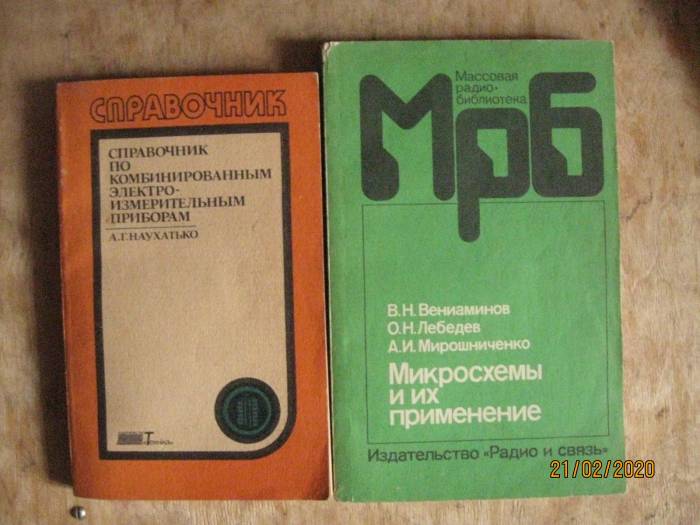 СПРАВОЧНИК
СПРАВОЧНИК
ПО
КОМБИНИРОВАННЫМ
ЭЛЕКТРО-
ИЗМЕРИТЕЛЬНЫМ
ПРИБОРАМ
А.Г.НАУХАТЬКО
Технiка
Массовая
радио-
библиотека
Мрб
В.Н.Вениаминов
О.Н.Лебедев
А.И.Мирошниченко
Микросхемы
и их
применение
Издательство «Радио и связь»
21/02/2020